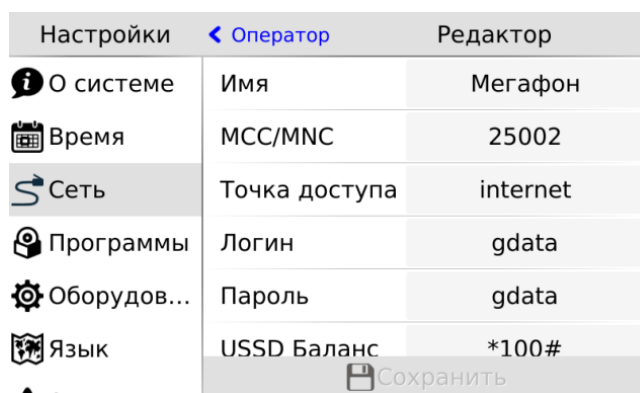 Настройки
Оператор
Редактор
О системе
Имя
Мегафон
Время
MCC/MNC
25002
Сеть
Точка доступа
internet
Программы
Логин
gdata
Оборудов...
Пароль
gdata
Язык
USSD Баланс
*100#
Сохранить